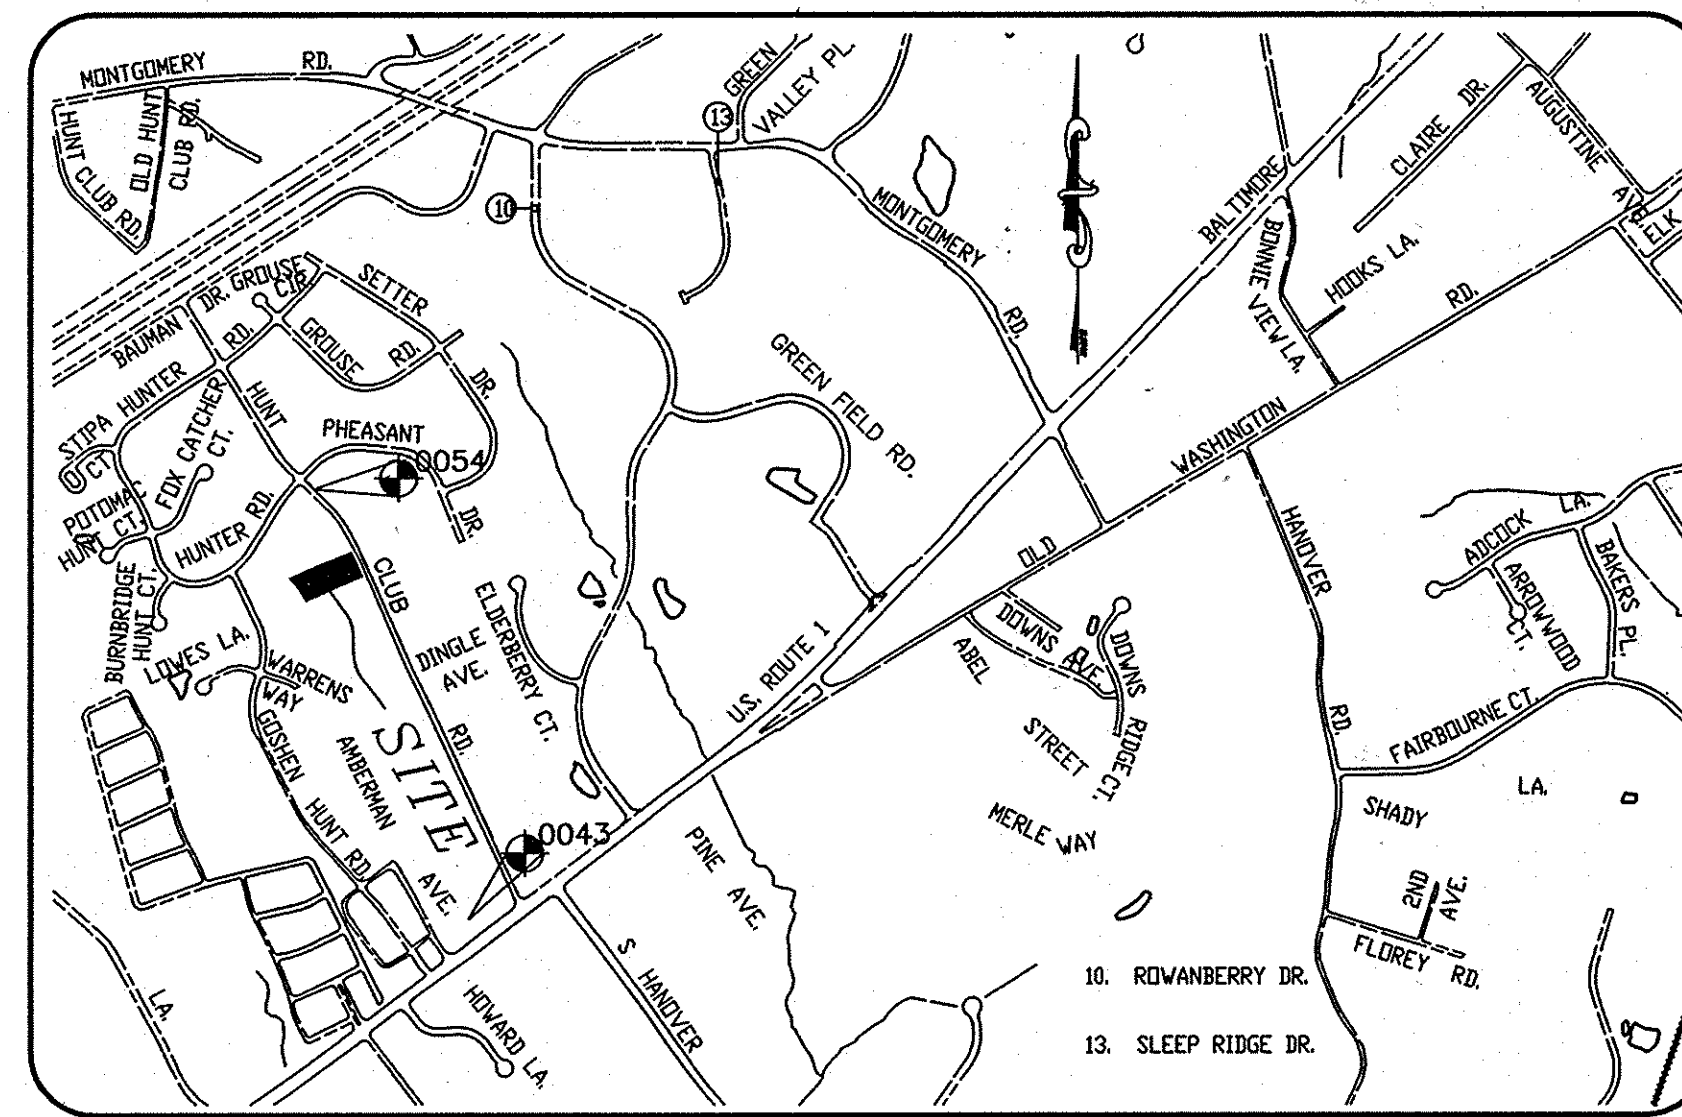 MONTGOMERY RD.
HUNT CLUB RD.
OLD HUNT
CLUB RD.
GREEN
VALLEY PL.
13
10
MONTGOMERY RD.
BALTIMORE
CLAIRE DR.
AUGUSTINE AVE.
ELK
BONNIE VIEW LA.
HOOKS LA.
BAUMAN DR.
GROUSE
CIR.
SETTER DR.
GROUSE RD.
STIPA HUNTER RD.
CT.
FOX CATCHER
CT.
HUNT CLUB RD.
PHEASANT DR.
0054
POTOMAC
HUNT CT.
HUNTER RD.
BURNBRIDGE
HUNT CT.
LOWES LA.
WARRENS
WAY
GOSHEN HUNT RD.
DINGLE
AVE.
ELDERBERRY CT.
AMBERMAN AVE.
SITE
0043
GREEN FIELD RD.
U.S. ROUTE 1
OLD WASHINGTON RD.
HANOVER RD.
DOWNS AVE.
ABEL
STREET
DOWNS RIDGE CT.
MERLE WAY
PINE AVE.
ADCOCK LA.
ARROWWOOD
CT.
BAKERS PL.
FAIRBOURNE CT.
SHADY LA.
2ND
AVE.
FLOREY RD.
LA.
HOWARD LA.
S HANOVER
10. ROWANBERRY DR.
13. SLEEP RIDGE DR.